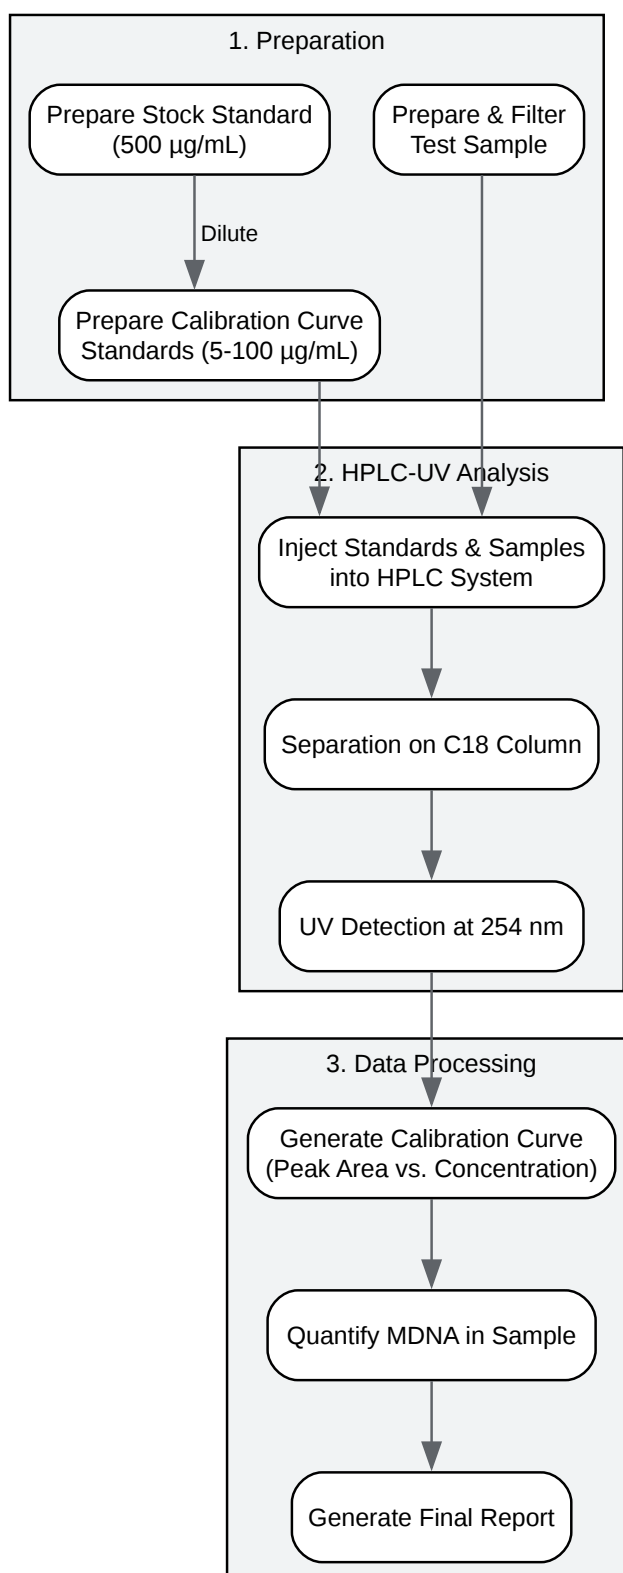 1. Preparation
Prepare Stock Standard
(500 µg/mL)
Prepare & Filter
Test Sample
Dilute
Prepare Calibration Curve
Standards (5-100 µg/mL)
2. HPLC-UV Analysis
Inject Standards & Samples
into HPLC System
Separation on C18 Column
UV Detection at 254 nm
3. Data Processing
Generate Calibration Curve
(Peak Area vs. Concentration)
Quantify MDNA in Sample
Generate Final Report